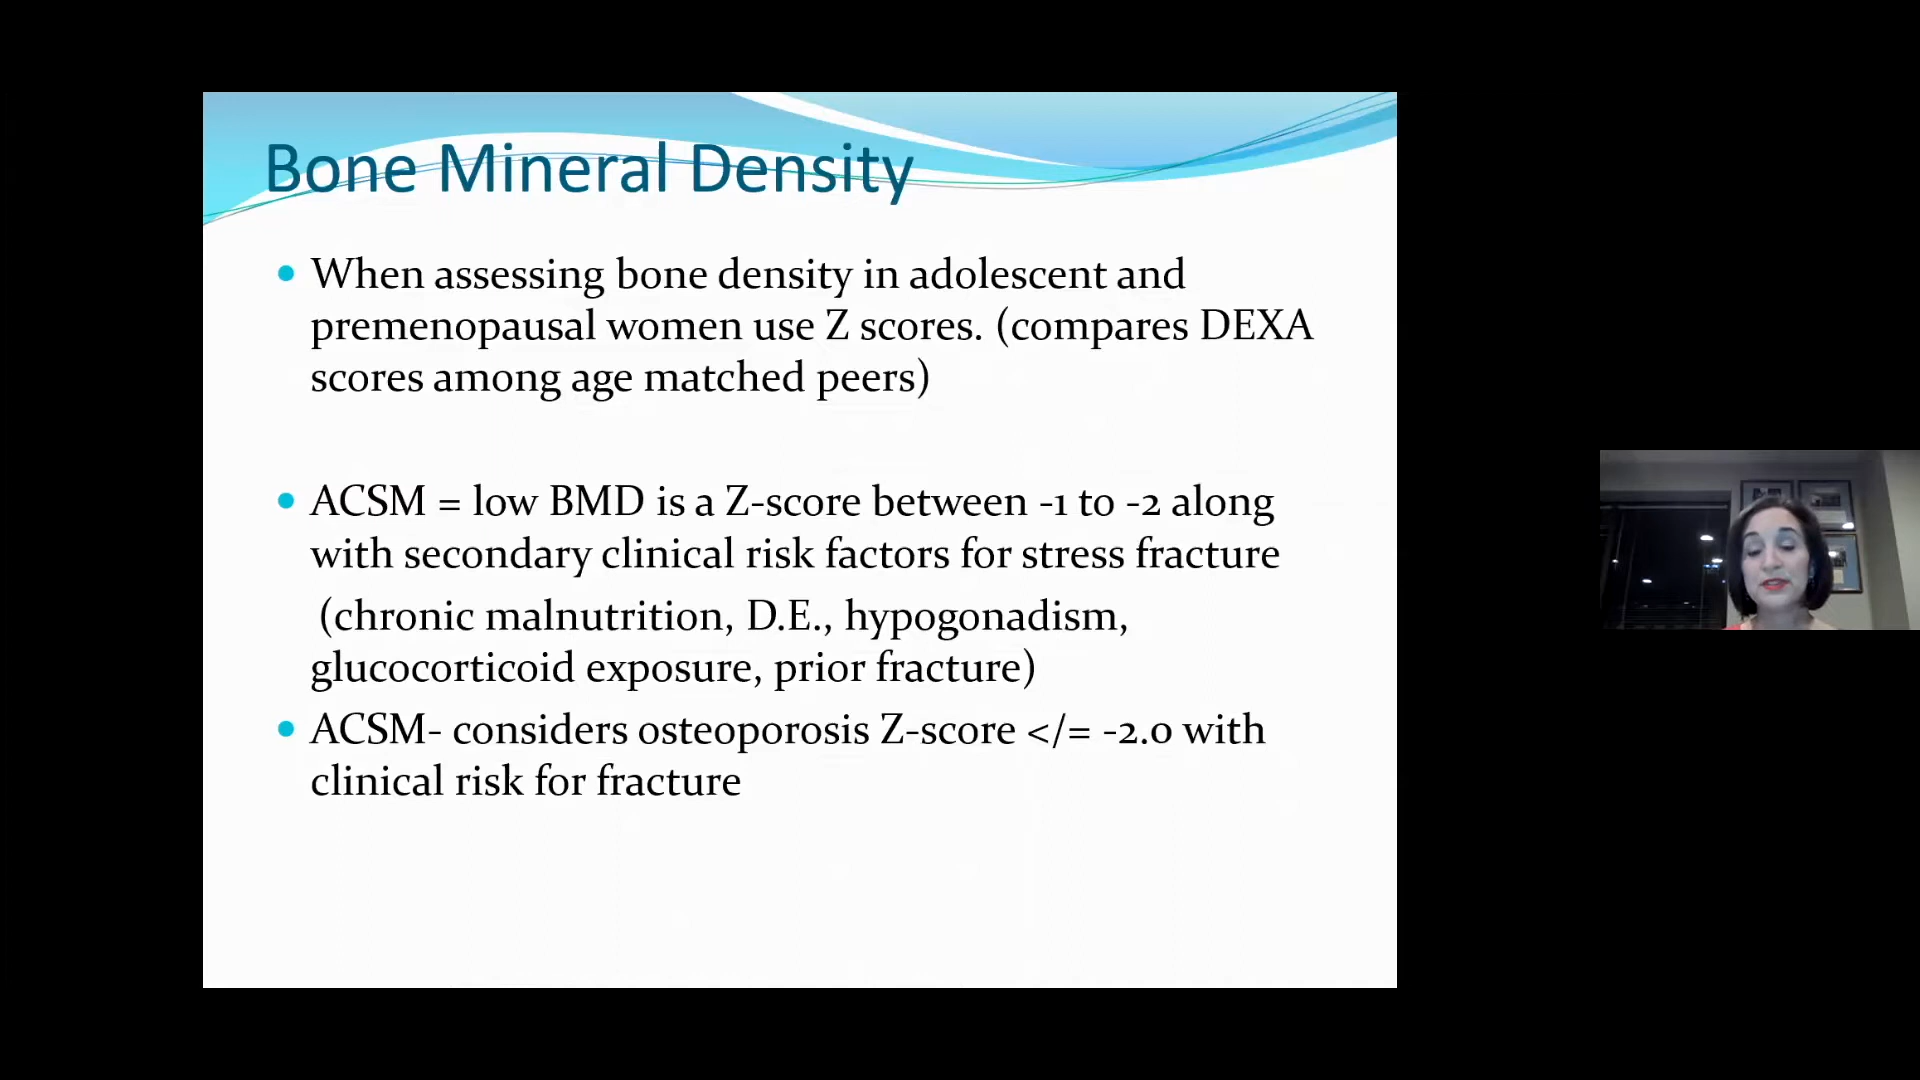 Bone Mineral Density
• When assessing bone density in adolescent and
premenopausal women use Z scores. (compares DEXA
scores among age matched peers)
• ACSM = low BMD is a Z-score between -1 to -2 along
with secondary clinical risk factors for stress fracture
(chronic malnutrition, D.E., hypogonadism,
glucocorticoid exposure, prior fracture)
• ACSM- considers osteoporosis Z-score </= -2.0 with
clinical risk for fracture